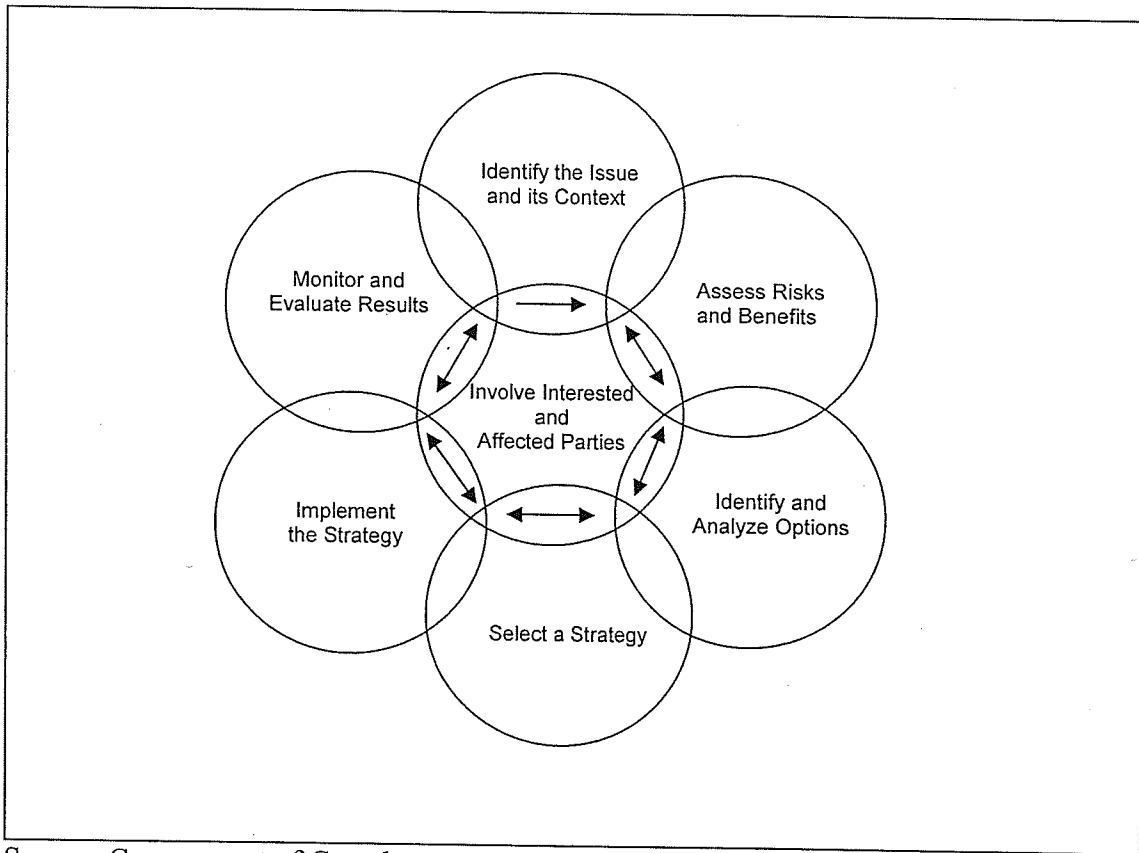 Identify the Issue
and its Context
Monitor and
Evaluate Results
Assess Risks
and Benefits
Involve Interested
and
Affected Parties
Implement
the Strategy
Identify and
Analyze Options
Select a Strategy